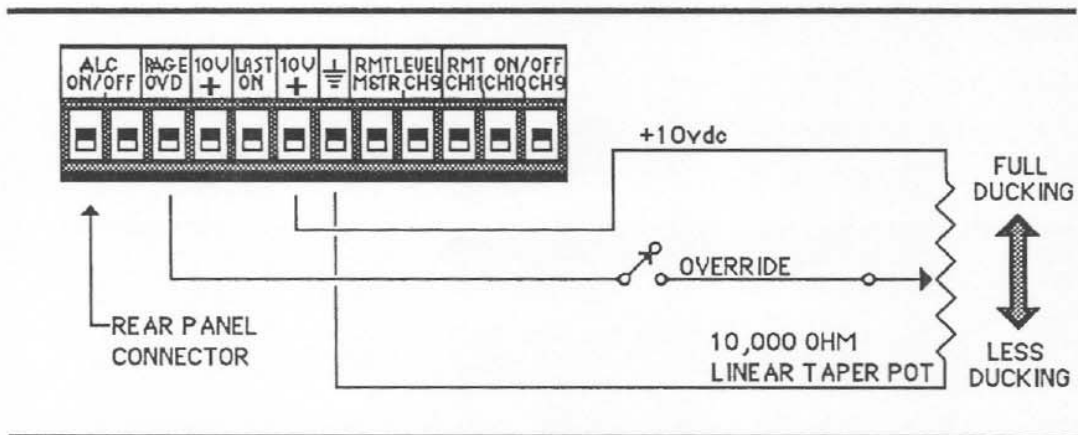 ALC PAGE 10V LAST 10V RMT LEVEL RMT ON/OFF
ON/OFF OVD + ON + MSTR CH9 CH11 CH10 CH9
+10vdc
FULL
DUCKING
OVERRIDE
REAR PANEL
CONNECTOR
10,000 OHM
LINEAR TAPER POT
LESS
DUCKING